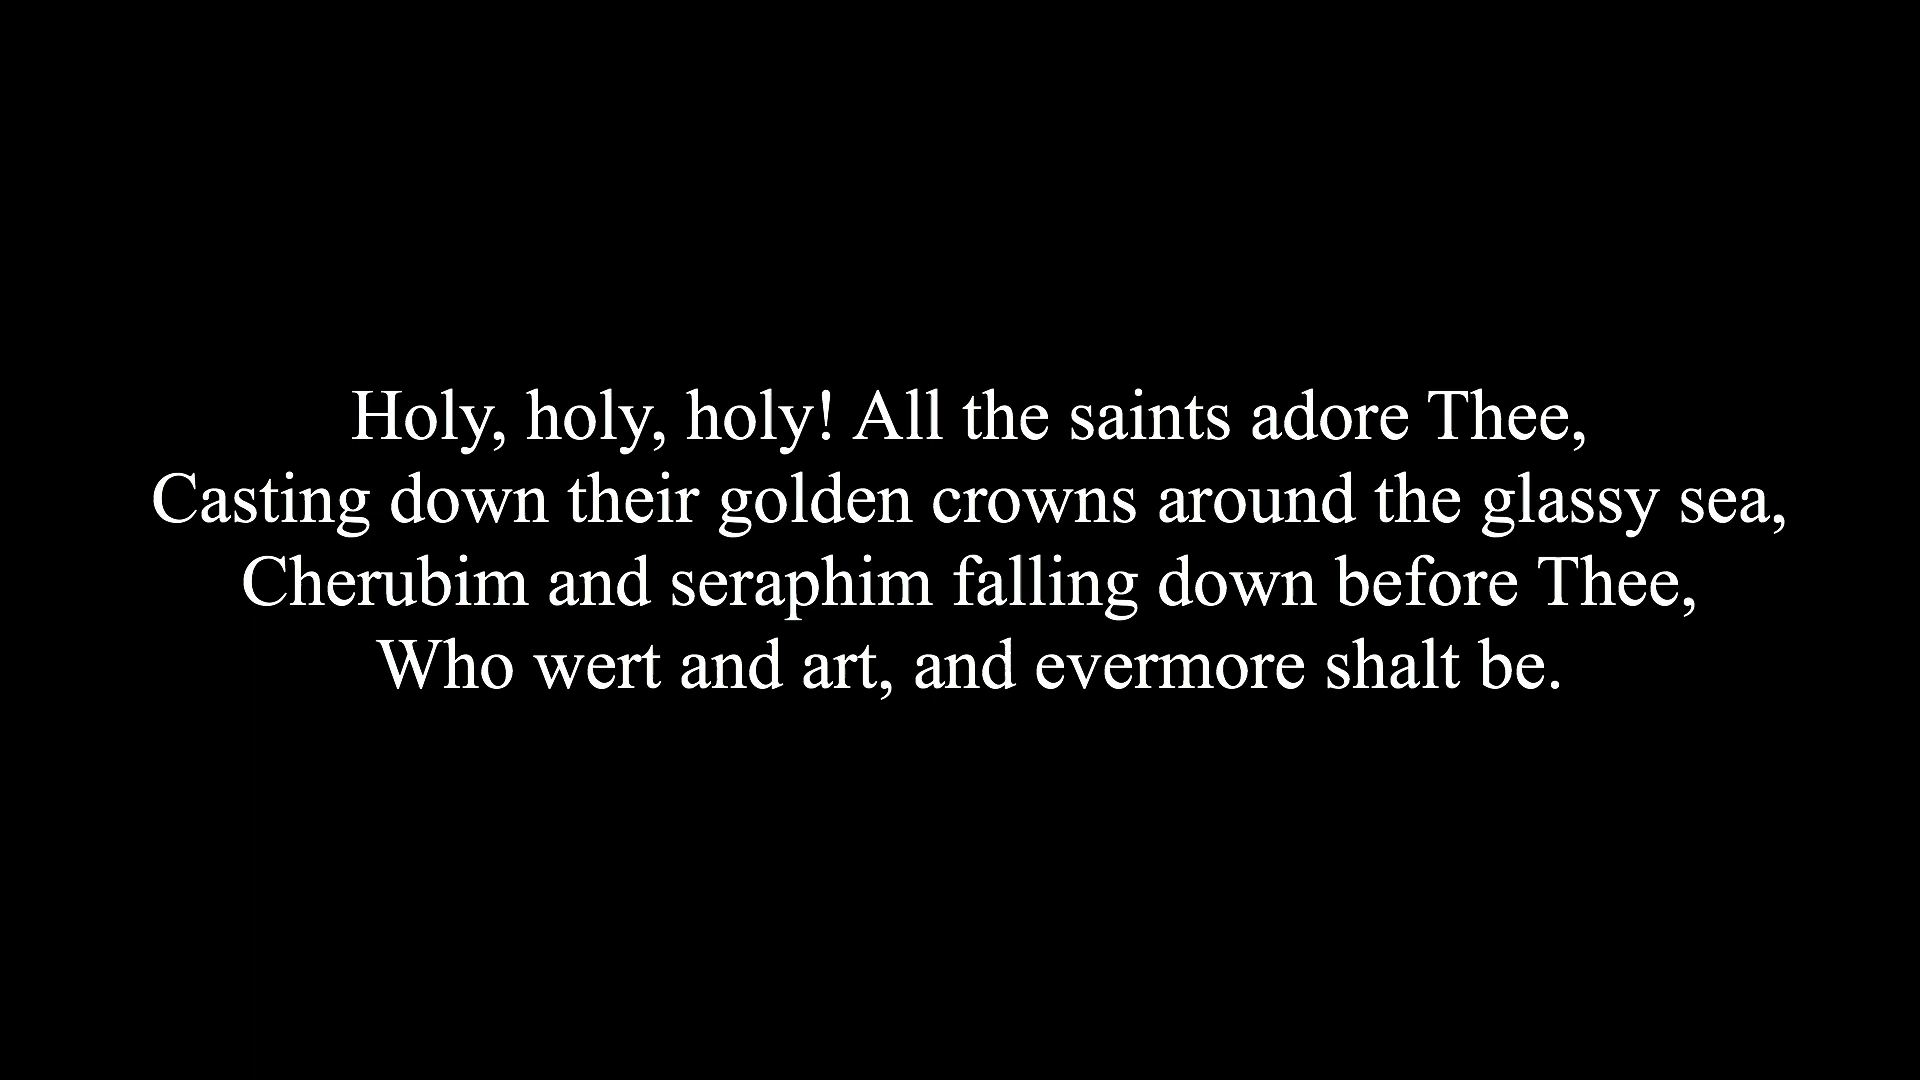 Holy, holy, holy! All the saints adore Thee,
Casting down their golden crowns around the glassy sea,
Cherubim and seraphim falling down before Thee,
Who wert and art, and evermore shalt be.